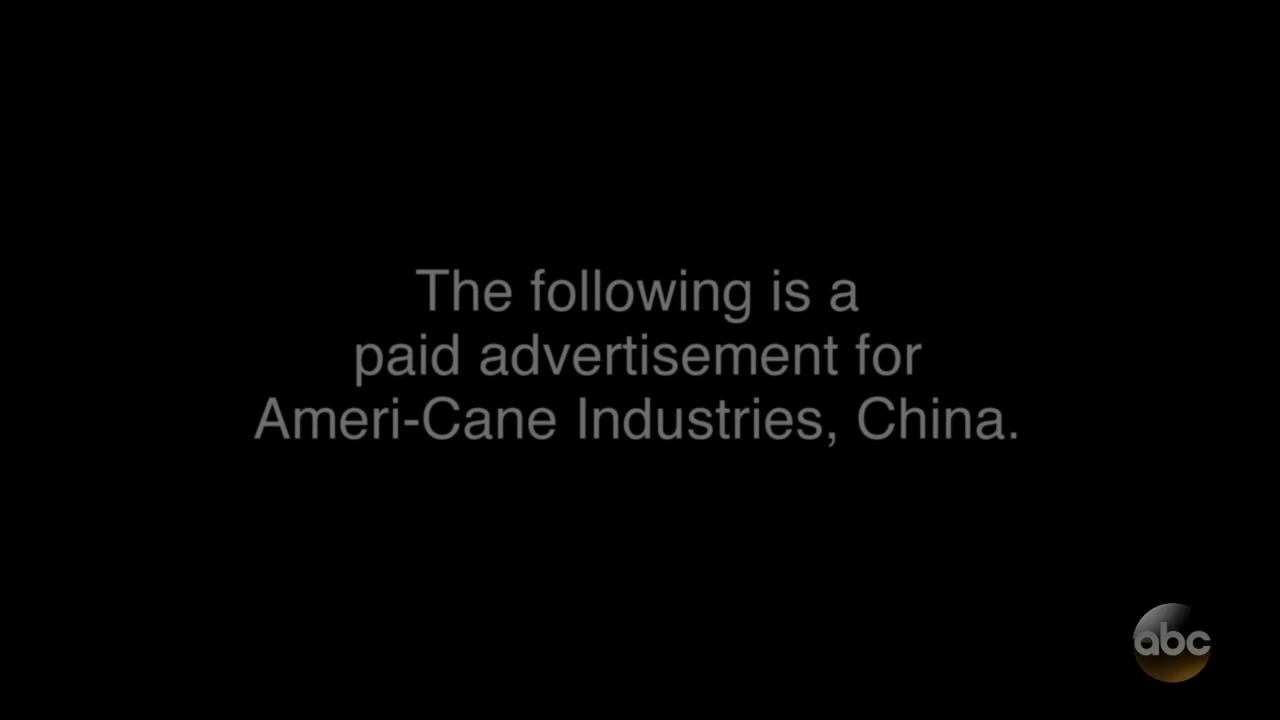 The following is a
paid advertisement for
Ameri-Cane Industries, China.
abc